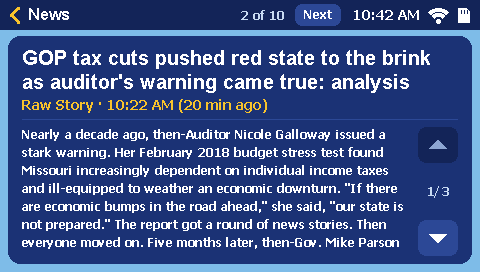 News
2 of 10
Next
10:42 AM
GOP tax cuts pushed red state to the brink
as auditor's warning came true: analysis
Raw Story · 10:22 AM (20 min ago)
Nearly a decade ago, then-Auditor Nicole Galloway issued a
stark warning. Her February 2018 budget stress test found
Missouri increasingly dependent on individual income taxes
and ill-equipped to weather an economic downturn. "If there
are economic bumps in the road ahead," she said, "our state is
not prepared." The report got a round of news stories. Then
everyone moved on. Five months later, then-Gov. Mike Parson
1/3